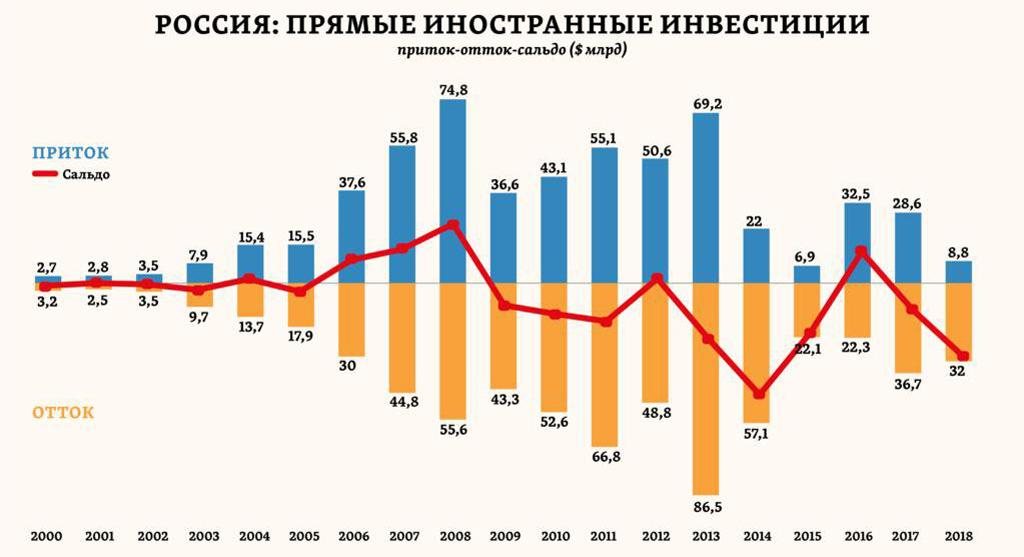 РОССИЯ: ПРЯМЫЕ ИНОСТРАННЫЕ ИНВЕСТИЦИИ
приток-отток-сальдо ($ млрд)
ПРИТОК
Сальдо
2,7 2,8 3,5 7,9 15,4 15,5 37,6 55,8 74,8 36,6 43,1 55,1 50,6 69,2 22 6,9 32,5 28,6 8,8
3,2 2,5 3,5 9,7 13,7 17,9 30 44,8 55,6 43,3 52,6 66,8 48,8 86,5 57,1 22,1 22,3 36,7 32
ОТТОК
2000 2001 2002 2003 2004 2005 2006 2007 2008 2009 2010 2011 2012 2013 2014 2015 2016 2017 2018